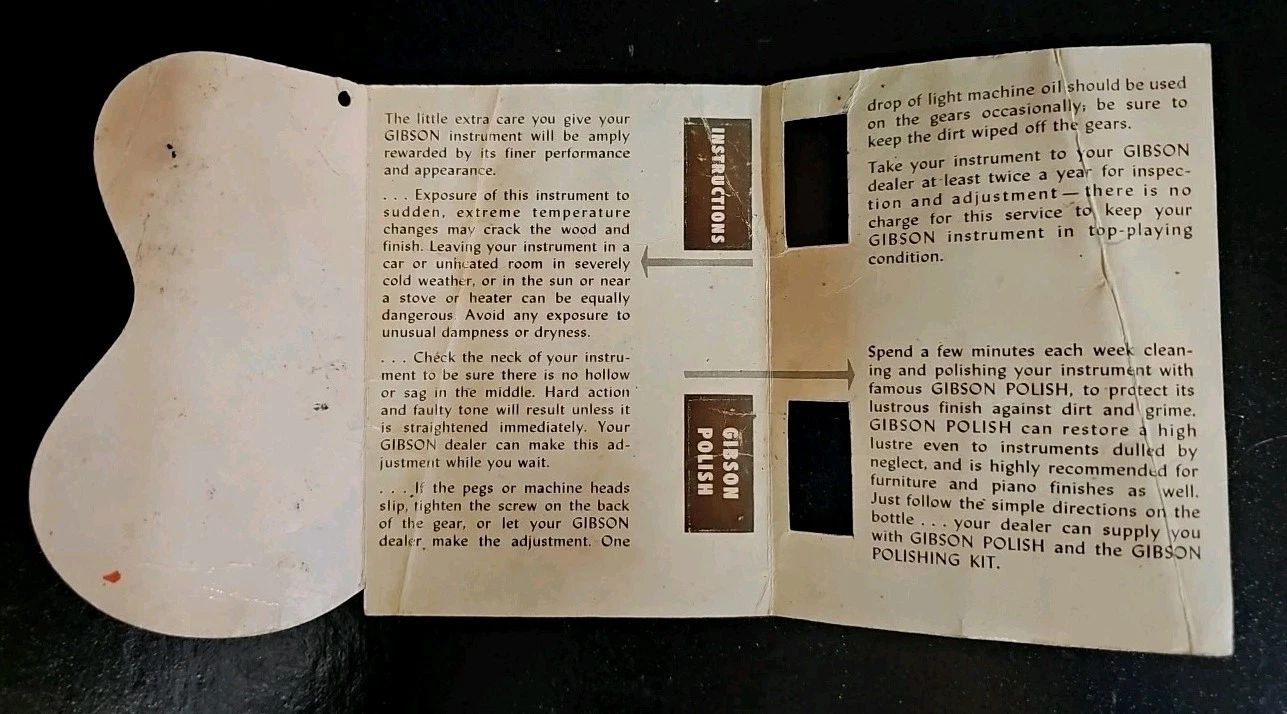 The little extra care you give your
GIBSON instrument will be amply
rewarded by its finer performance
and appearance.
. . . Exposure of this instrument to
sudden, extreme temperature
changes may crack the wood and
finish. Leaving your instrument in a
car or unheated room in severely
cold weather, or in the sun or near
a stove or heater can be equally
dangerous. Avoid any exposure to
unusual dampness or dryness.
. . . Check the neck of your instru-
ment to be sure there is no hollow
or sag in the middle. Hard action
and faulty tone will result unless it
is straightened immediately. Your
GIBSON dealer can make this ad-
justment while you wait.
. . . If the pegs or machine heads
slip, tighten the screw on the back
of the gear, or let your GIBSON
dealer make the adjustment. One
INSTRUCTIONS
GIBSON
POLISH
drop of light machine oil should be used
on the gears occasionally; be sure to
keep the dirt wiped off the gears.
Take your instrument to your GIBSON
dealer at least twice a year for inspec-
tion and adjustment — there is no
charge for this service to keep your
GIBSON instrument in top-playing
condition.
Spend a few minutes each week clean-
ing and polishing your instrument with
famous GIBSON POLISH, to protect its
lustrous finish against dirt and grime.
GIBSON POLISH can restore a high
lustre even to instruments dulled by
neglect, and is highly recommended for
furniture and piano finishes as well.
Just follow the simple directions on the
bottle . . . your dealer can supply you
with GIBSON POLISH and the GIBSON
POLISHING KIT.